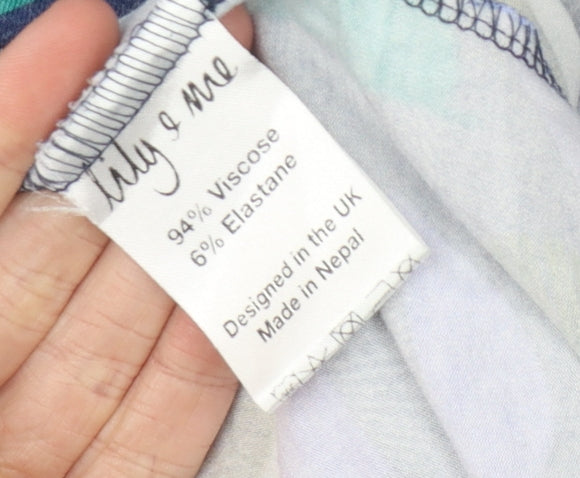 lily & me
94% Viscose
6% Elastane
Designed in the UK
Made in Nepal